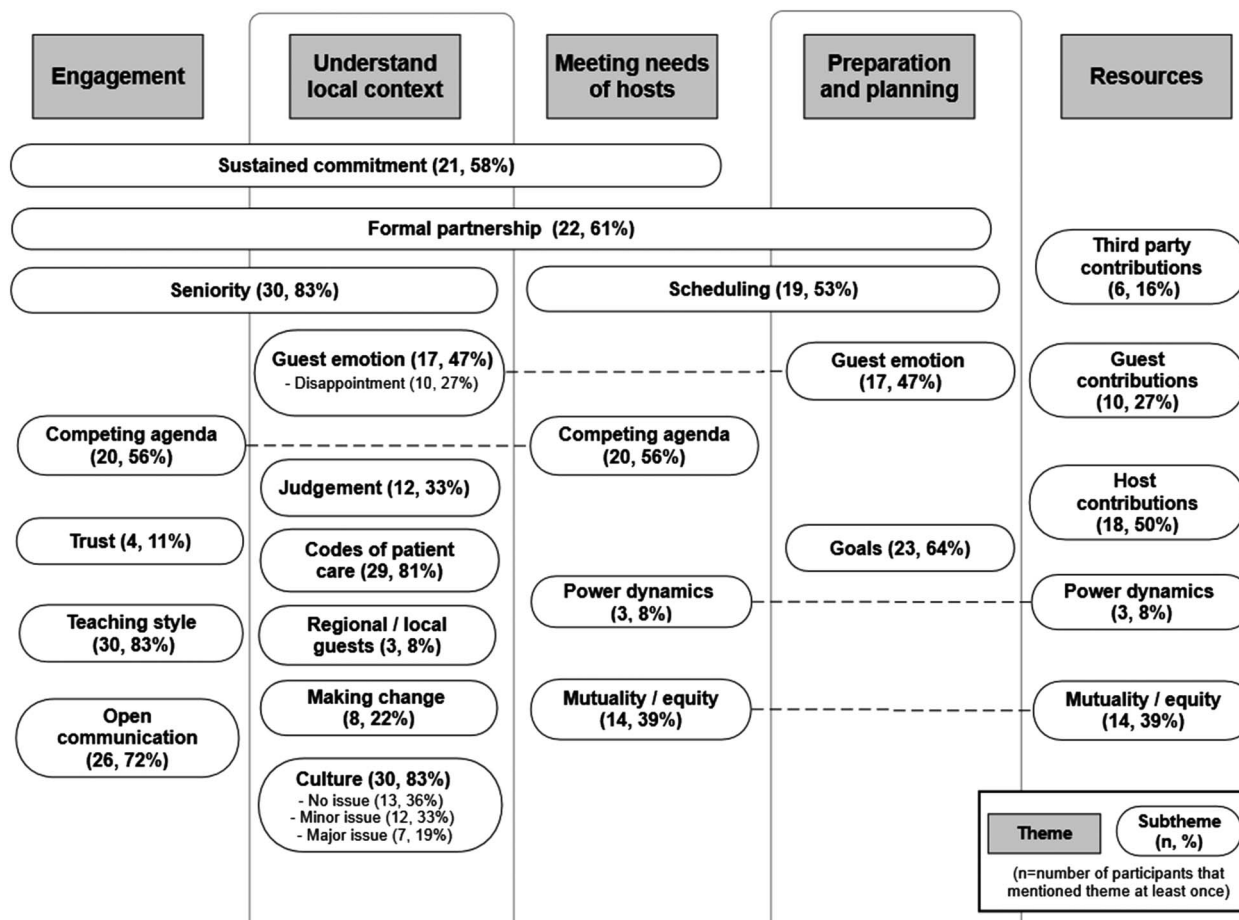 Engagement
Understand
local context
Meeting needs
of hosts
Preparation
and planning
Resources
Sustained commitment (21, 58%)
Formal partnership (22, 61%)
Seniority (30, 83%)
Scheduling (19, 53%)
Third party
contributions
(6, 16%)
Guest emotion (17, 47%)
- Disappointment (10, 27%)
Guest emotion
(17, 47%)
Guest
contributions
(10, 27%)
Competing agenda
(20, 56%)
Competing agenda
(20, 56%)
Judgement (12, 33%)
Host
contributions
(18, 50%)
Trust (4, 11%)
Codes of patient
care (29, 81%)
Goals (23, 64%)
Power dynamics
(3, 8%)
Power dynamics
(3, 8%)
Teaching style
(30, 83%)
Regional / local
guests (3, 8%)
Making change
(8, 22%)
Mutuality / equity
(14, 39%)
Mutuality / equity
(14, 39%)
Open
communication
(26, 72%)
Culture (30, 83%)
- No issue (13, 36%)
- Minor issue (12, 33%)
- Major issue (7, 19%)
Theme
Subtheme
(n, %)
(n=number of participants that
mentioned theme at least once)